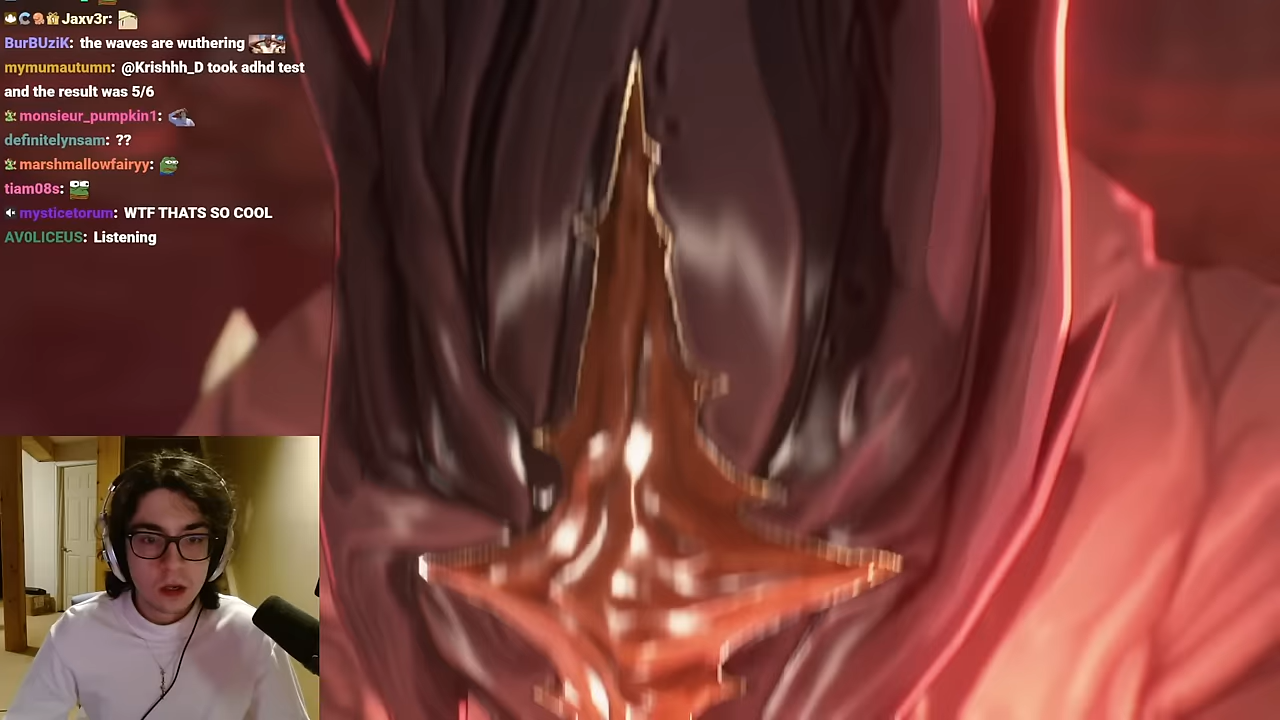 Jaxv3r:
BurBUziK: the waves are wuthering
mymumautumn: @Krishhh_D took adhd test
and the result was 5/6
monsieur_pumpkin1:
definitelynsam: ??
marshmallowfairyy:
tiam08s:
mysticetorum: WTF THATS SO COOL
AV0LICEUS: Listening